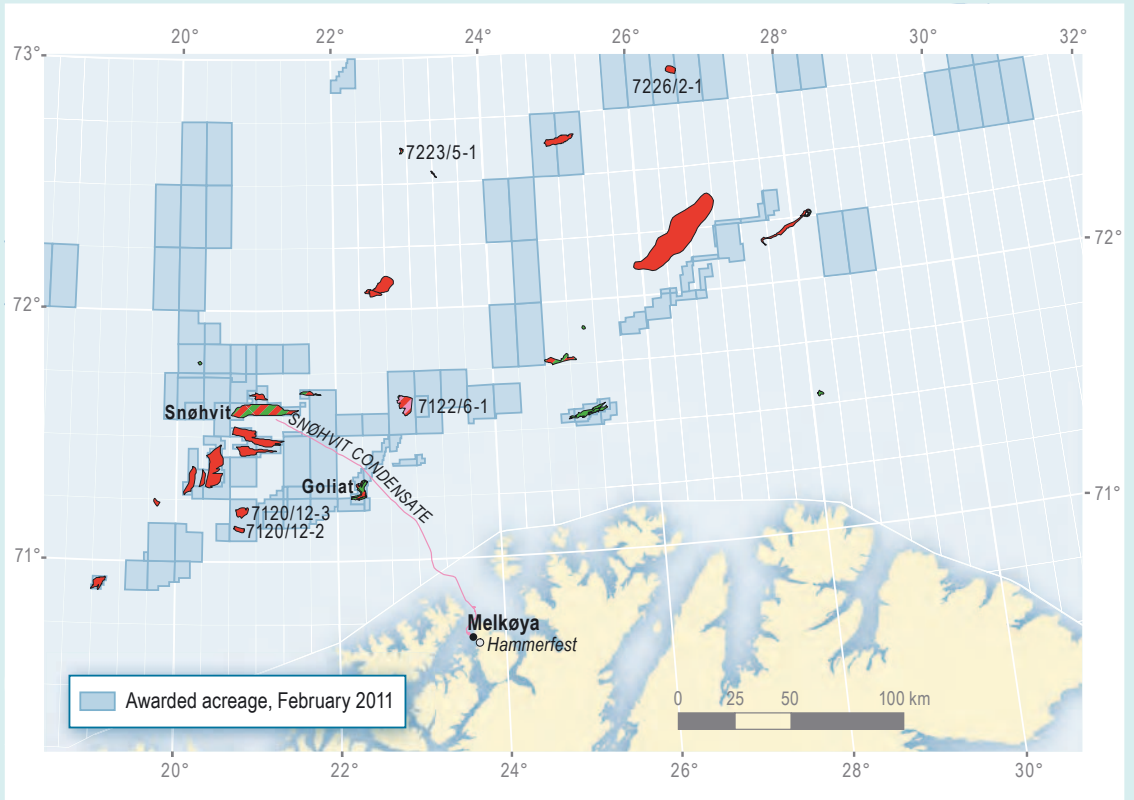 20° 22° 24° 26° 28° 30° 32°
73°
7226/2-1
7223/5-1
72°
72°
Snøhvit
7122/6-1
SNØHVIT CONDENSATE
Goliat
71°
7120/12-3
7120/12-2
71°
Melkøya
Hammerfest
Awarded acreage, February 2011
0 25 50 100 km
20° 22° 24° 26° 28° 30°